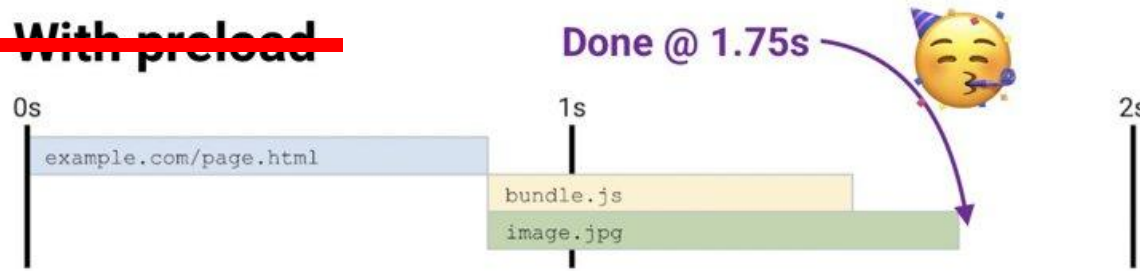 With preload
Done @ 1.75s
0s
1s
2s
example.com/page.html
bundle.js
image.jpg